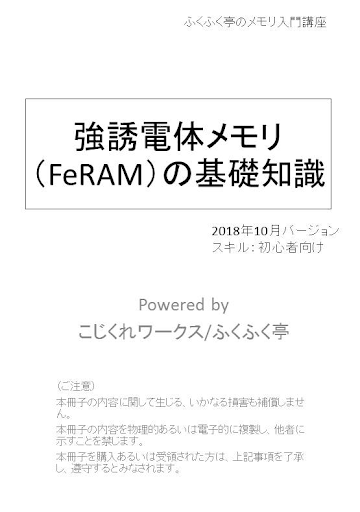 ふくふく亭のメモリ入門講座
強誘電体メモリ
（FeRAM）の基礎知識
2018年10月バージョン
スキル：初心者向け
Powered by
こじくれワークス/ふくふく亭
（ご注意）
本冊子の内容に関して生じる、いかなる損害も補償しませ
ん。
本冊子の内容を物理的あるいは電子的に複製し、他者に
示すことを禁じます。
本冊子を購入あるいは受領された方は、上記事項を了承
し、遵守するとみなされます。